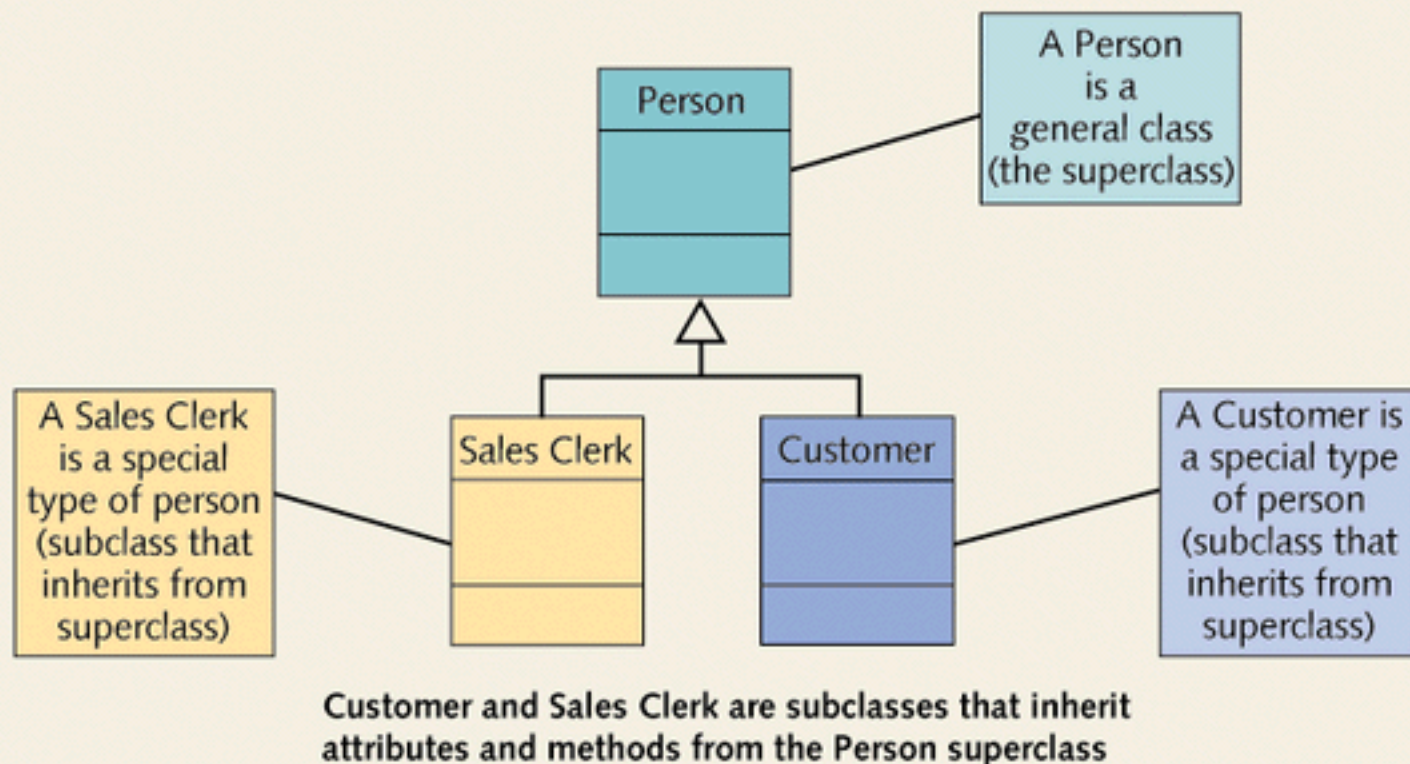 Person
A Person
is a
general class
(the superclass)
A Sales Clerk
is a special
type of person
(subclass that
inherits from
superclass)
Sales Clerk
Customer
A Customer is
a special type
of person
(subclass that
inherits from
superclass)
Customer and Sales Clerk are subclasses that inherit
attributes and methods from the Person superclass